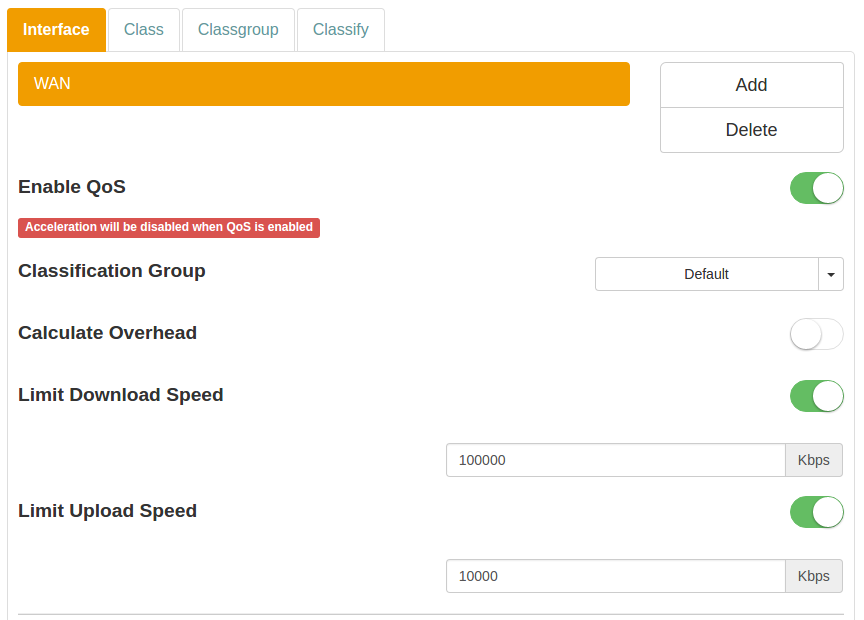 Interface Class Classgroup Classify
WAN
Add
Delete
Enable QoS
Acceleration will be disabled when QoS is enabled
Classification Group
Default
Calculate Overhead
Limit Download Speed
100000 Kbps
Limit Upload Speed
10000 Kbps